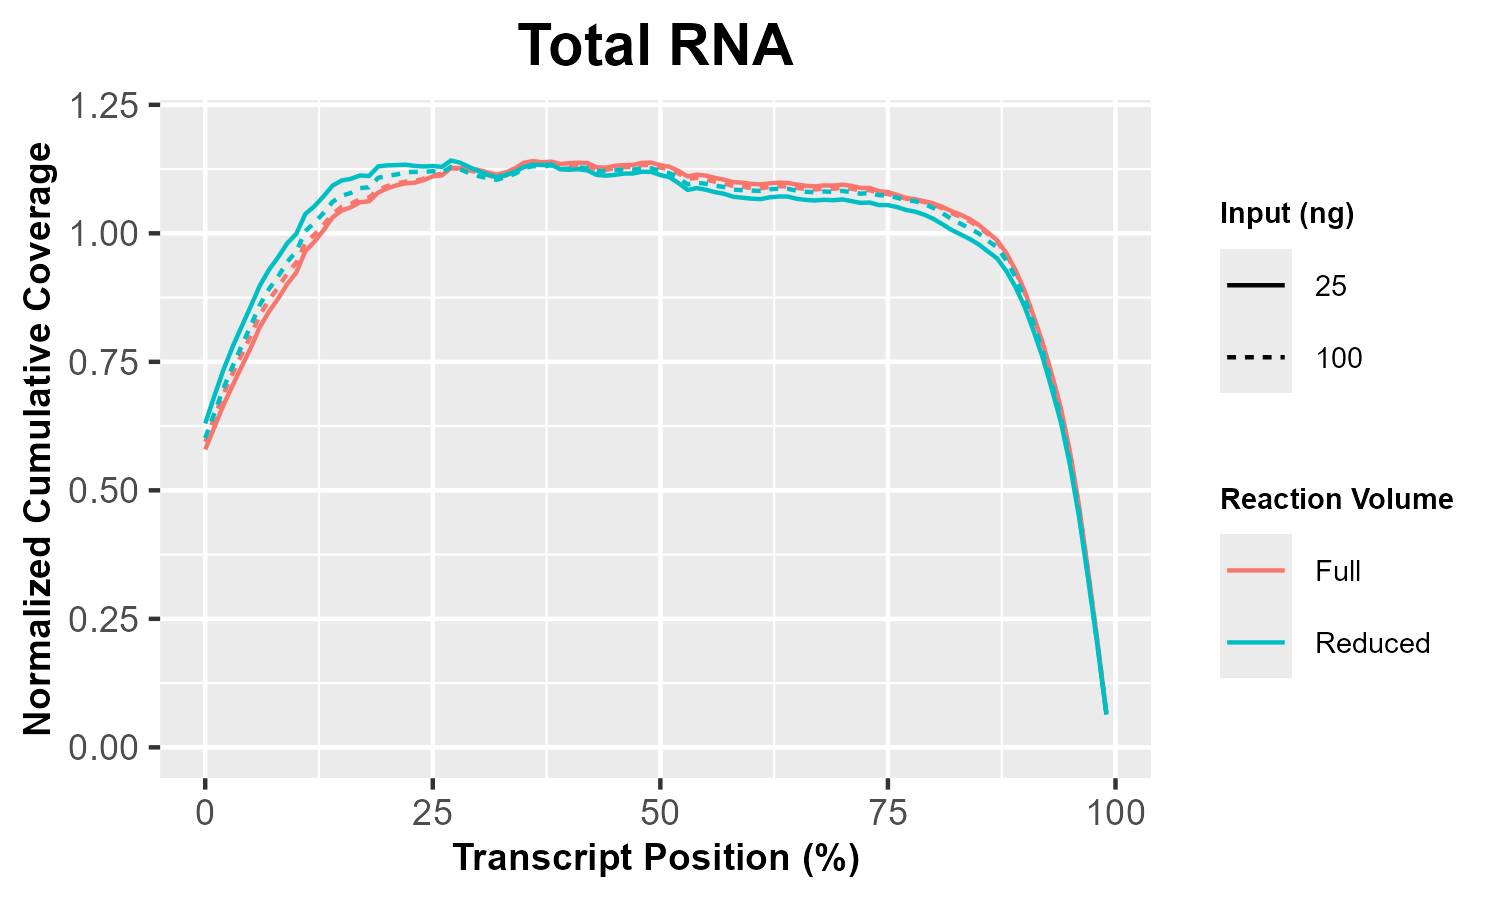 Total RNA
Normalized Cumulative Coverage
1.25
1.00
0.75
0.50
0.25
0.00
0 25 50 75 100
Transcript Position (%)
Input (ng)
25
100
Reaction Volume
Full
Reduced